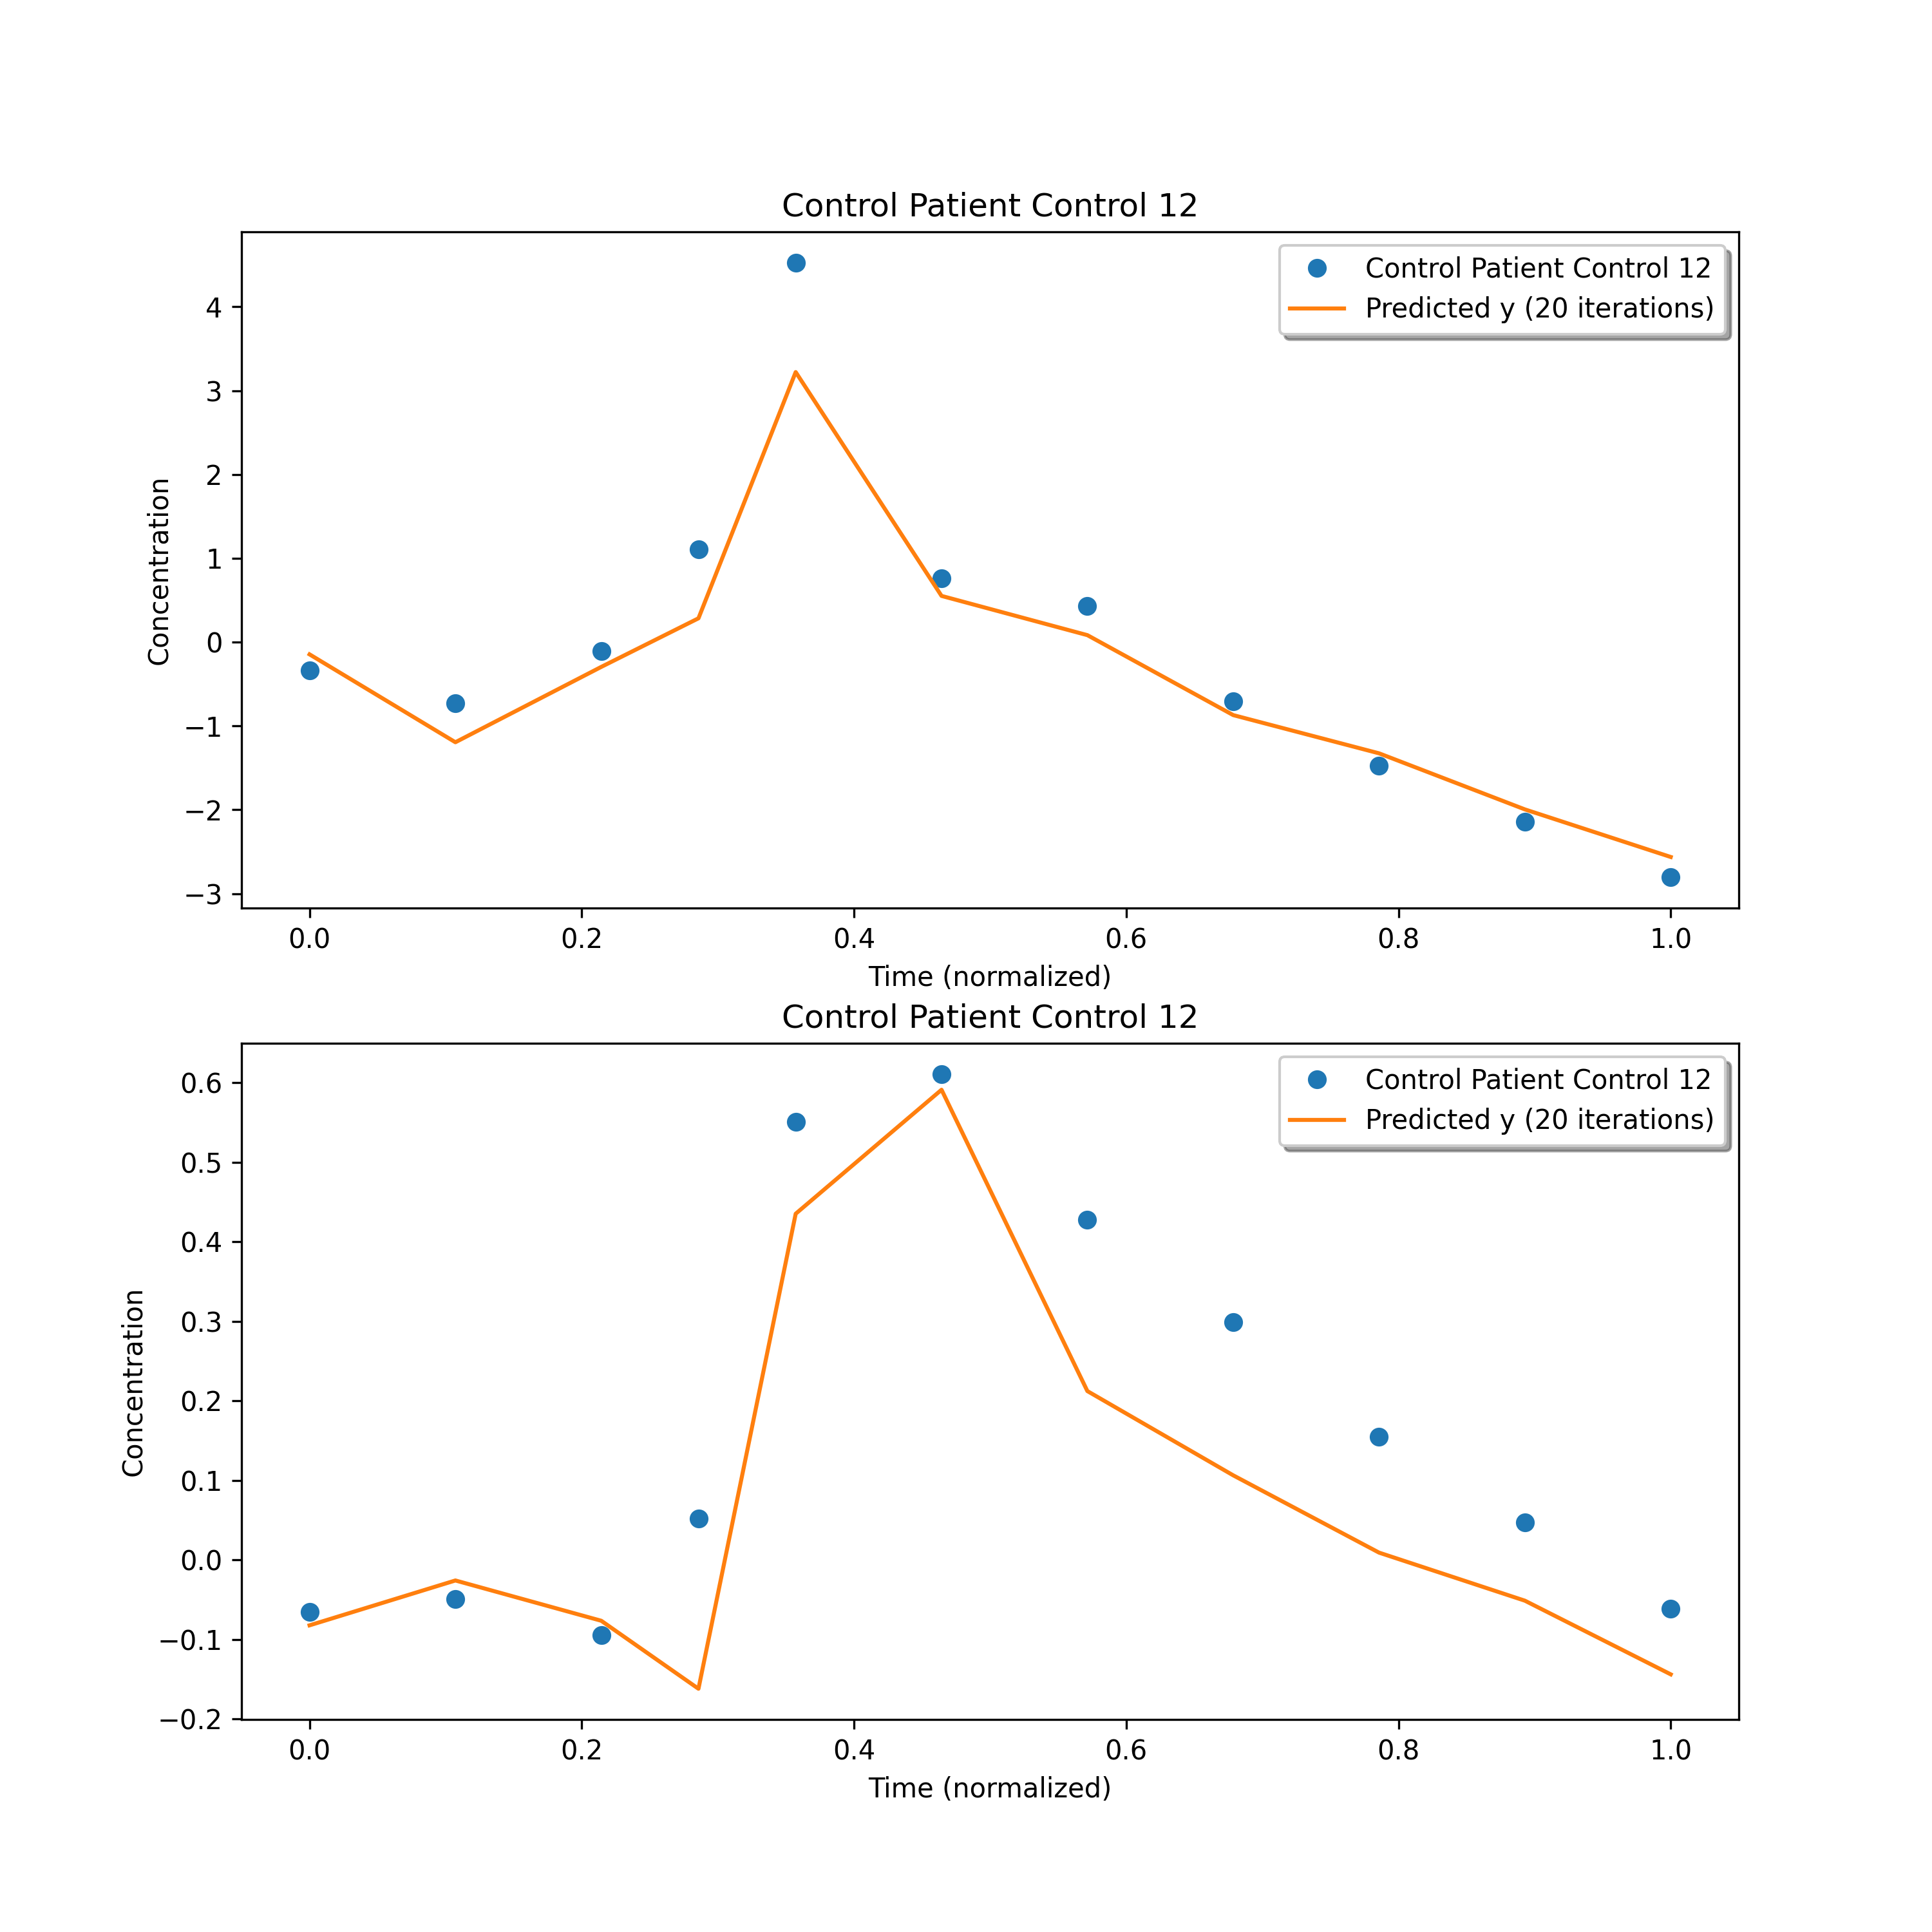 Control Patient Control 12
Control Patient Control 12
Predicted y (20 iterations)
Concentration
4
3
2
1
0
−1
−2
−3
0.0 0.2 0.4 0.6 0.8 1.0
Time (normalized)
Control Patient Control 12
Control Patient Control 12
Predicted y (20 iterations)
Concentration
0.6
0.5
0.4
0.3
0.2
0.1
0.0
−0.1
−0.2
0.0 0.2 0.4 0.6 0.8 1.0
Time (normalized)